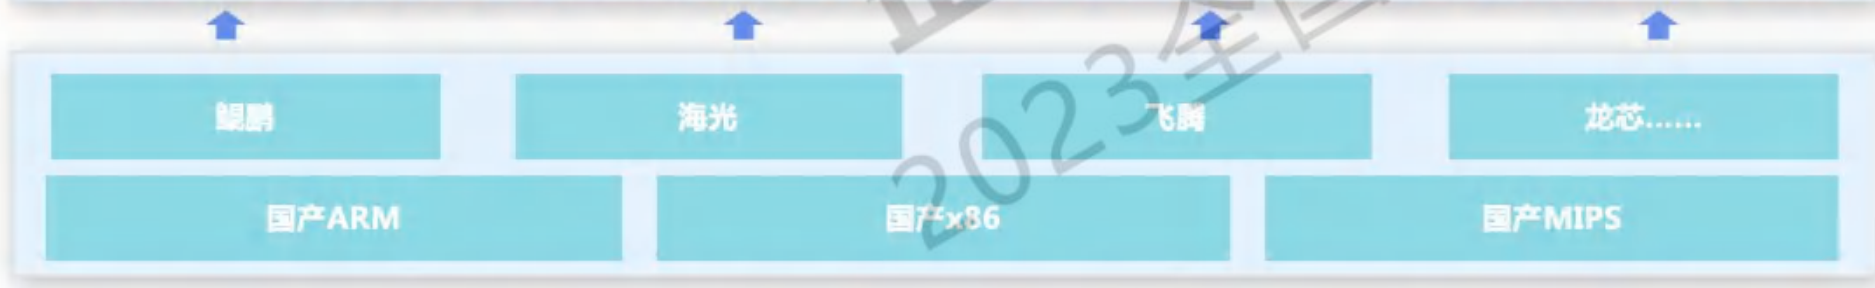 鲲鹏 海光 飞腾 龙芯......
国产ARM 国产x86 国产MIPS
2023全国